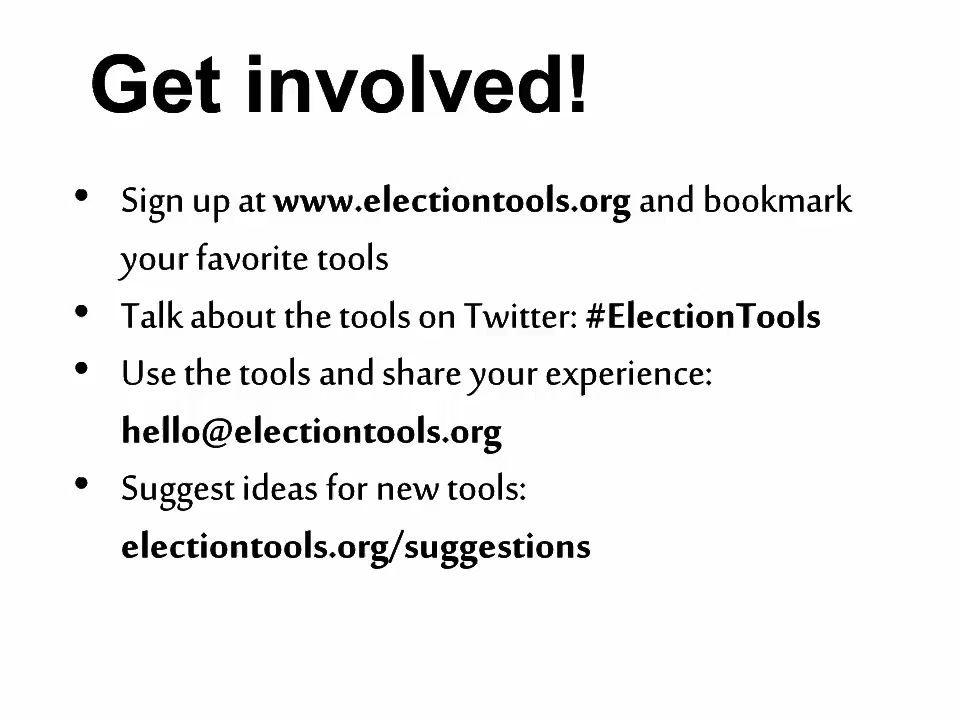 Get involved!
• Sign up at www.electiontools.org and bookmark
your favorite tools
• Talk about the tools on Twitter: #ElectionTools
• Use the tools and share your experience:
hello@electiontools.org
• Suggest ideas for new tools:
electiontools.org/suggestions